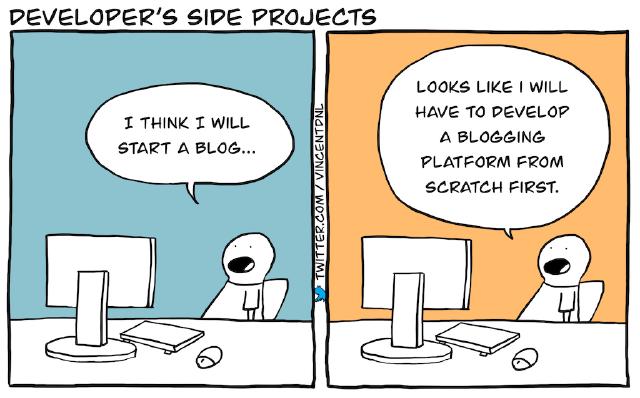 DEVELOPER'S SIDE PROJECTS
I THINK I WILL
START A BLOG...
TWITTER.COM/VINCENTDNL
LOOKS LIKE I WILL
HAVE TO DEVELOP
A BLOGGING
PLATFORM FROM
SCRATCH FIRST.